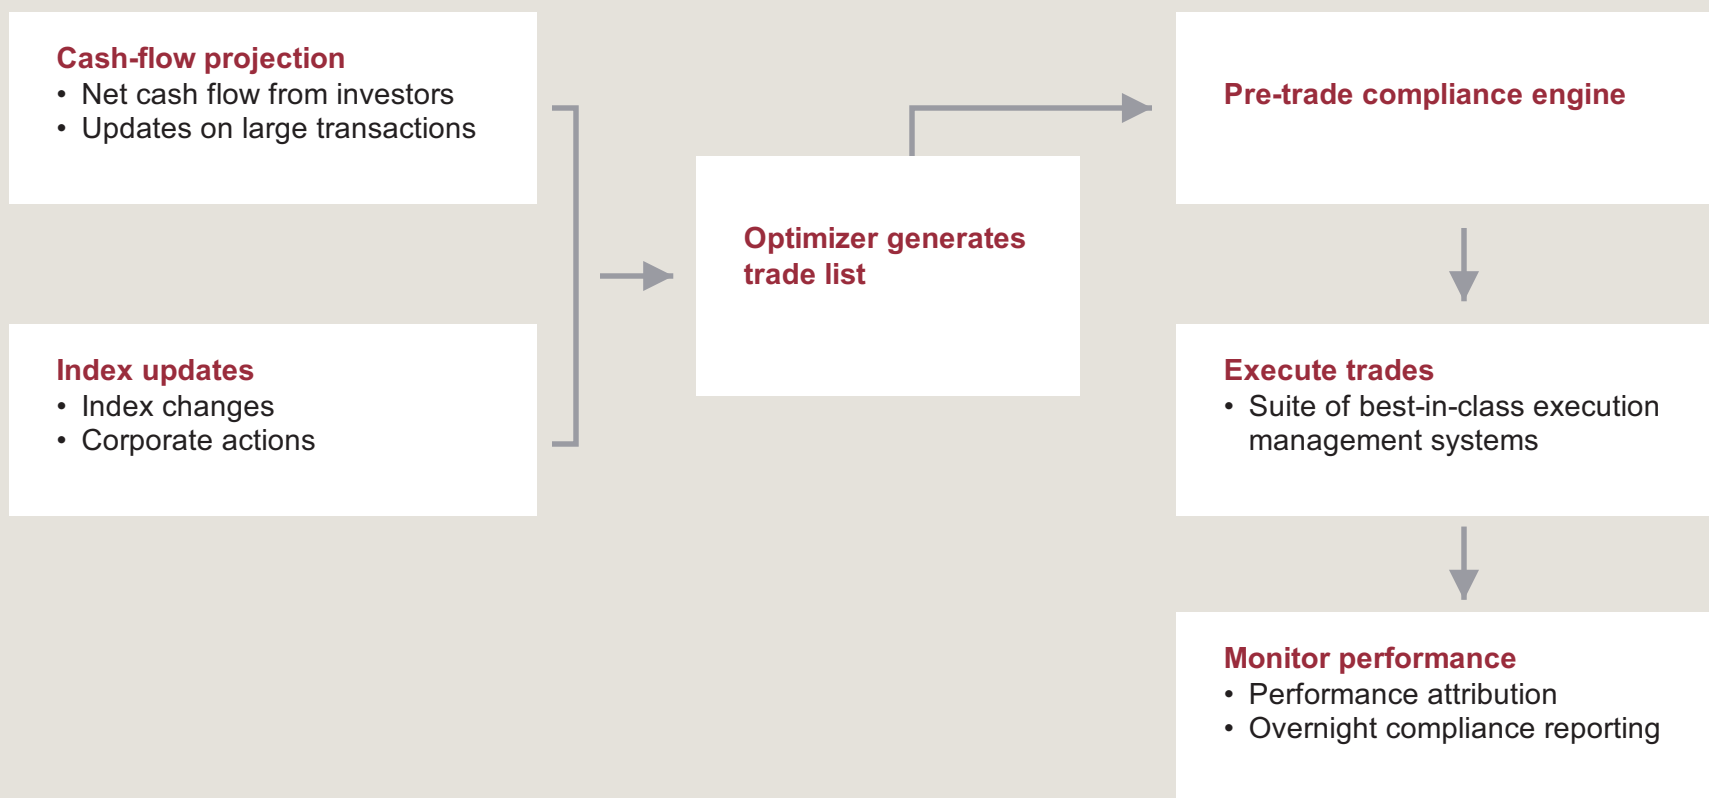 Cash-flow projection
• Net cash flow from investors
• Updates on large transactions
Index updates
• Index changes
• Corporate actions
Optimizer generates
trade list
Pre-trade compliance engine
Execute trades
• Suite of best-in-class execution
management systems
Monitor performance
• Performance attribution
• Overnight compliance reporting